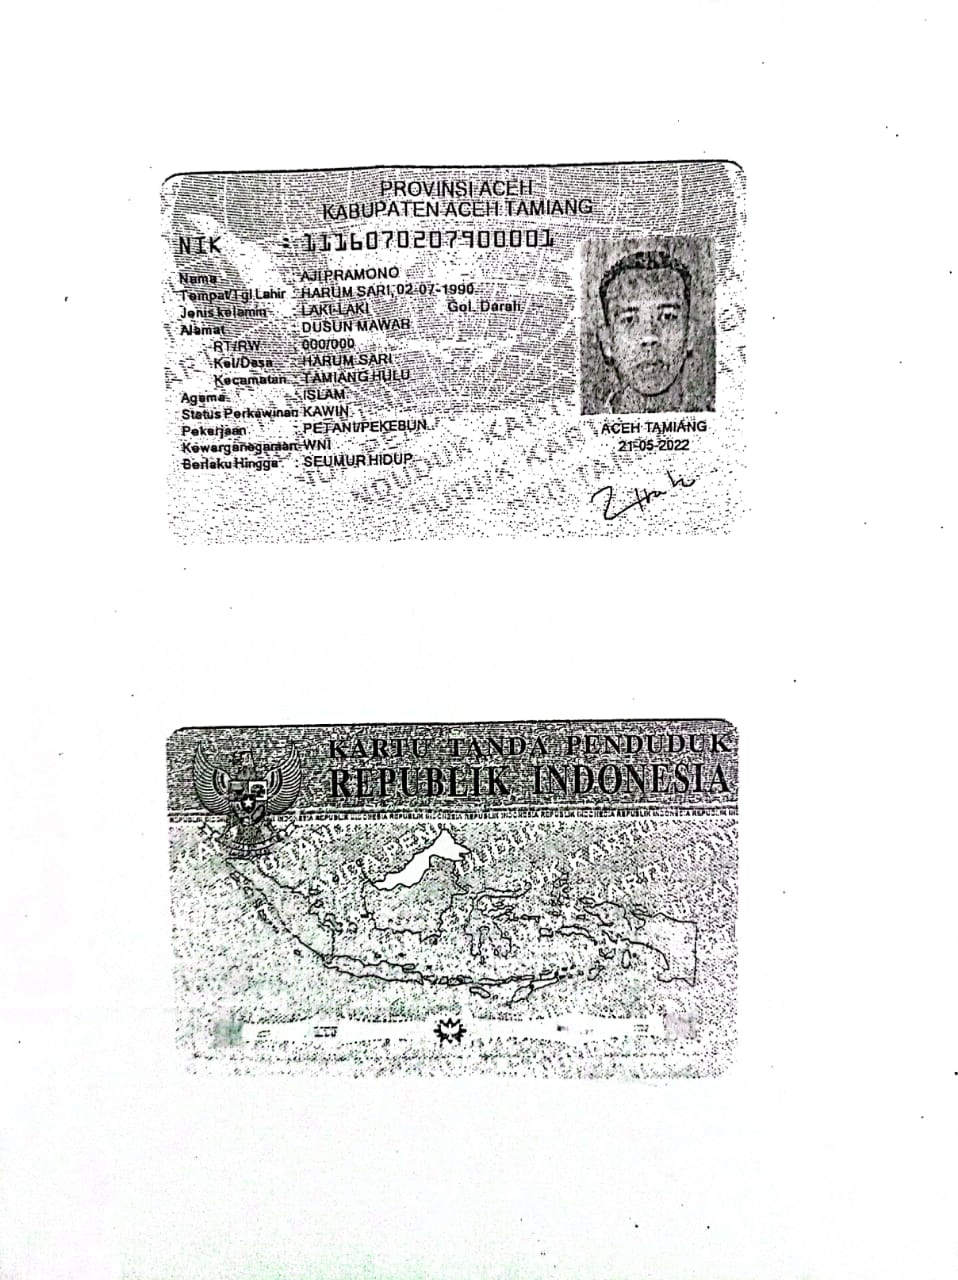 PROVINSI ACEH
KABUPATEN ACEH TAMIANG
NIK : 1116070207900001
Nama : AJI PRAMONO
Tempat/Tgl Lahir : HARUM SARI, 02-07-1990
Jenis kelamin : LAKI-LAKI Gol. Darah : -
Alamat : DUSUN MAWAR
RT/RW : 000/000
Kel/Desa : HARUM SARI
Kecamatan : TAMIANG HULU
Agama : ISLAM
Status Perkawinan: KAWIN
Pekerjaan : PETANI/PEKEBUN
Kewarganegaraan: WNI
Berlaku Hingga : SEUMUR HIDUP
ACEH TAMIANG
21-05-2022
KARTU TANDA PENDUDUK
REPUBLIK INDONESIA